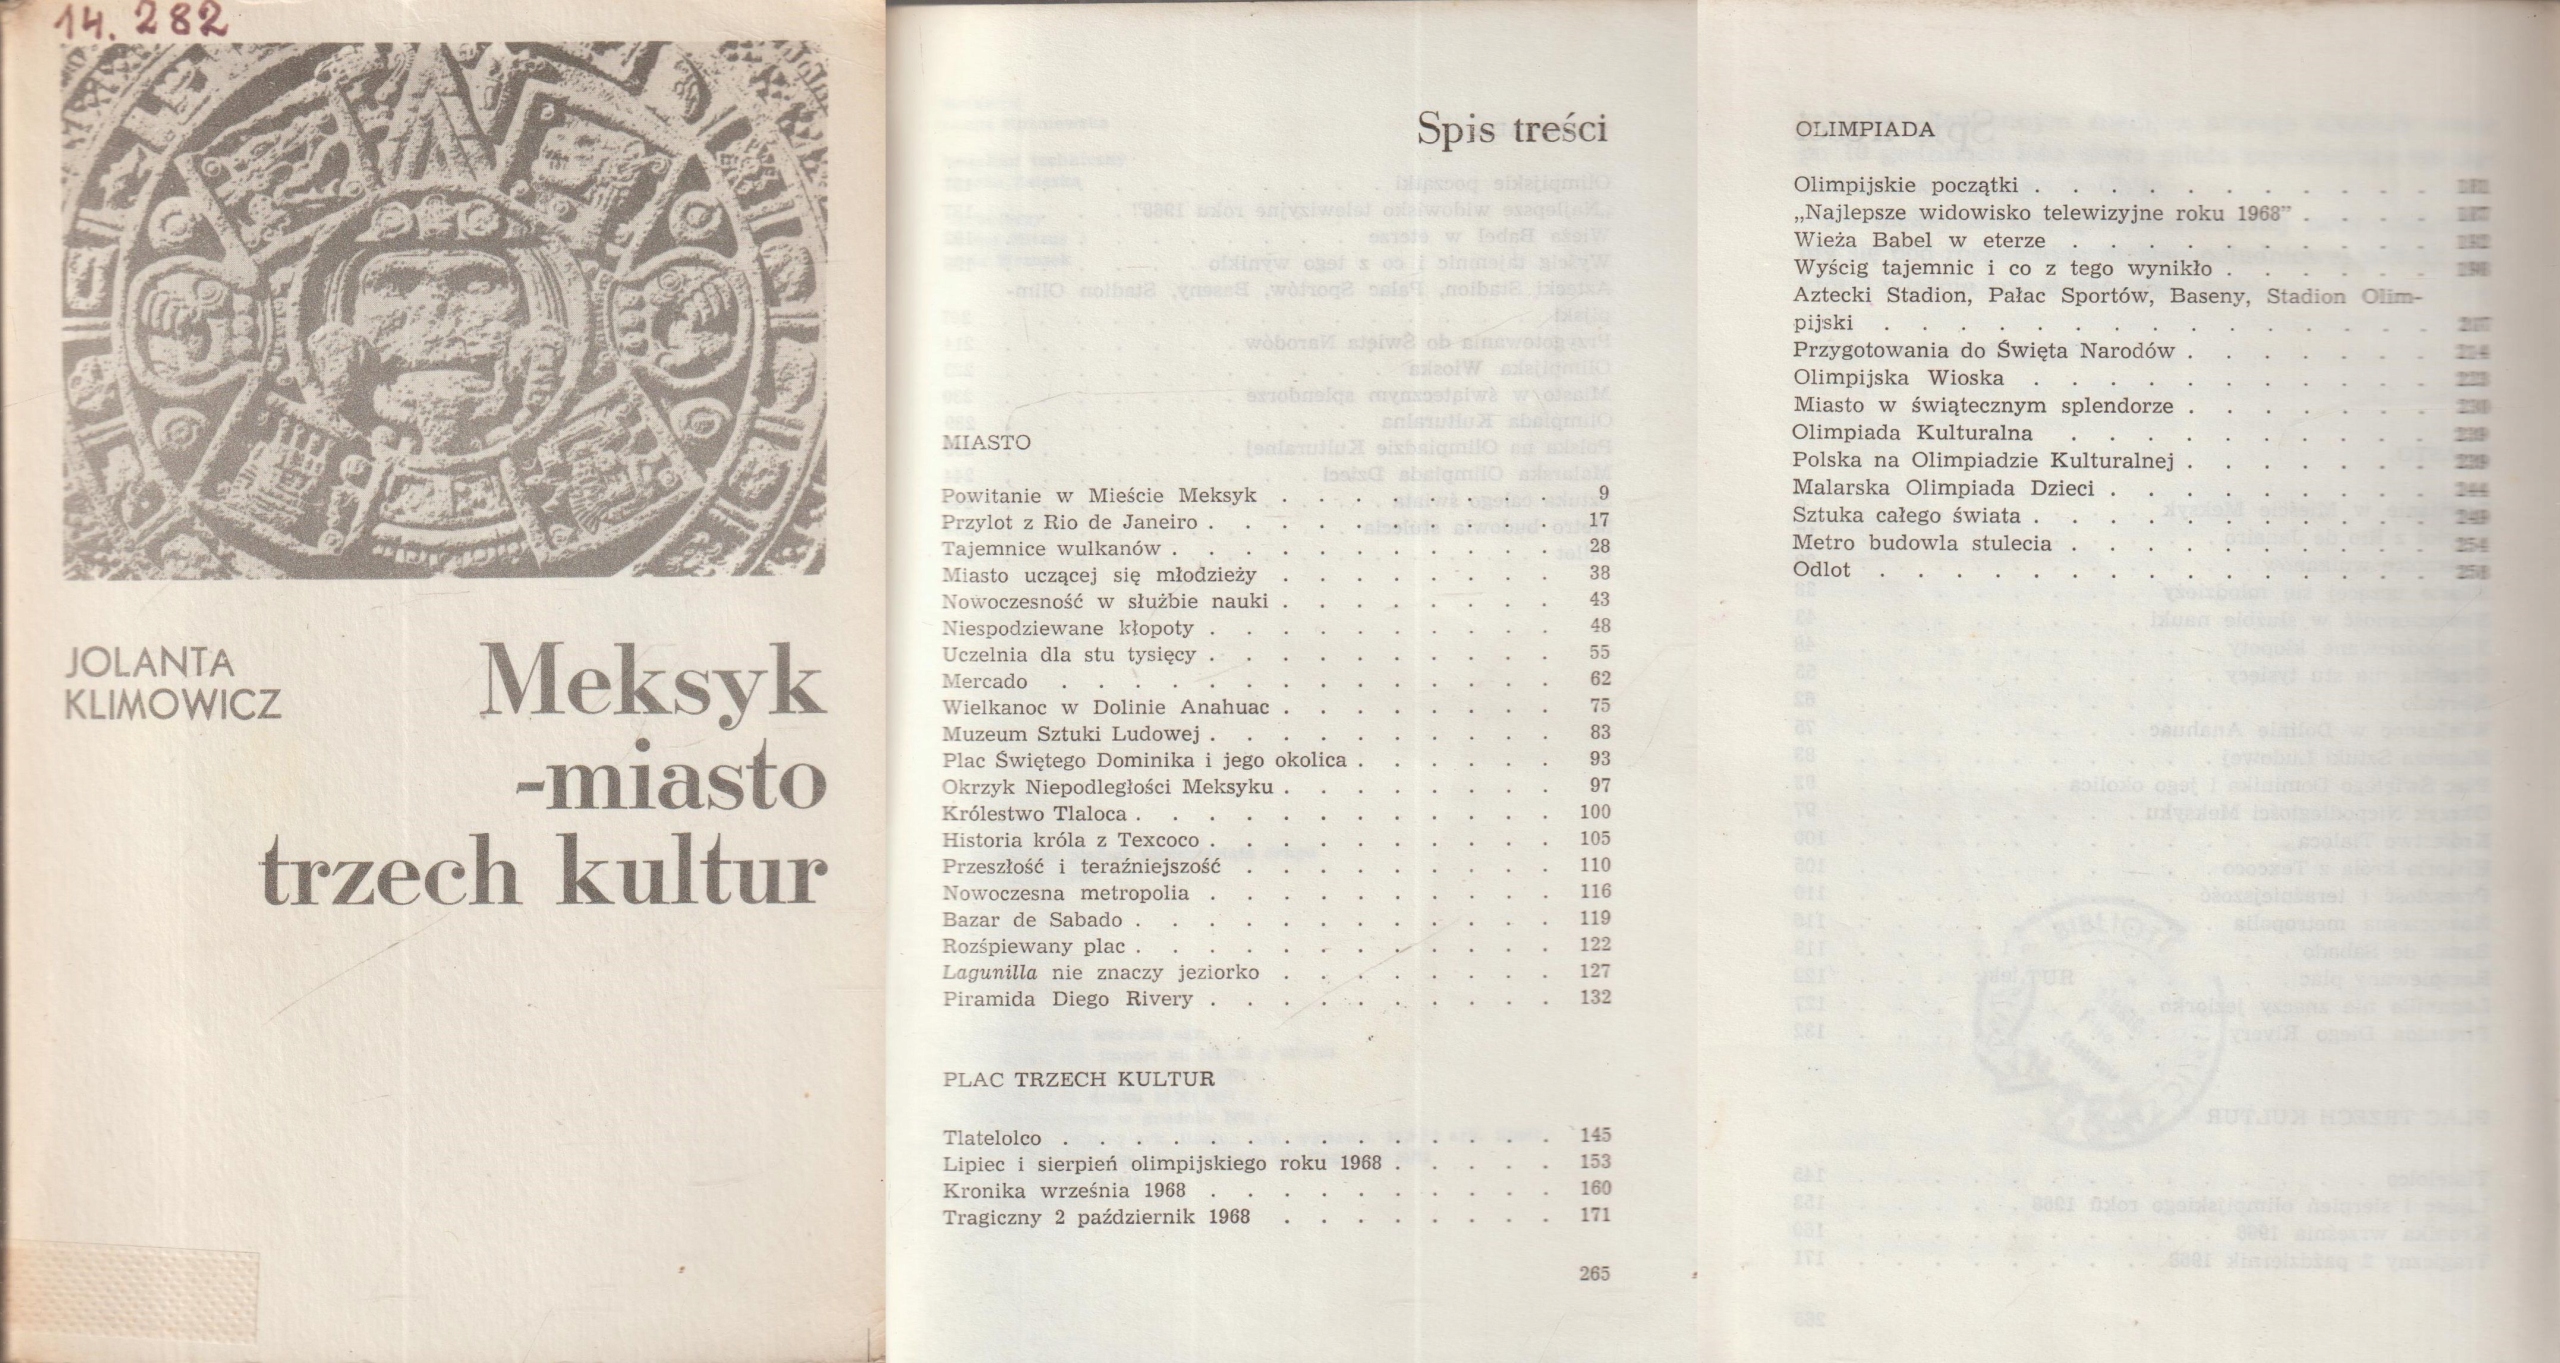 14.282
JOLANTA
KLIMOWICZ
Meksyk
-miasto
trzech kultur
Spis treści
MIASTO
Powitanie w Mieście Meksyk . . . . . . . . 9
Przylot z Rio de Janeiro . . . . . . . . . . 17
Tajemnice wulkanów . . . . . . . . . . . 28
Miasto uczącej się młodzieży . . . . . . . . 38
Nowoczesność w służbie nauki . . . . . . . . 43
Niespodziewane kłopoty . . . . . . . . . . 48
Uczelnia dla stu tysięcy . . . . . . . . . . 55
Mercado . . . . . . . . . . . . . . 62
Wielkanoc w Dolinie Anahuac . . . . . . . . 75
Muzeum Sztuki Ludowej . . . . . . . . . . 83
Plac Świętego Dominika i jego okolica . . . . . . 93
Okrzyk Niepodległości Meksyku . . . . . . . . 97
Królestwo Tlaloca . . . . . . . . . . . . 100
Historia króla z Texcoco . . . . . . . . . . 105
Przeszłość i teraźniejszość . . . . . . . . . 110
Nowoczesna metropolia . . . . . . . . . . 116
Bazar de Sabado . . . . . . . . . . . . 119
Rozśpiewany plac . . . . . . . . . . . . 122
Lagunilla nie znaczy jeziorko . . . . . . . . 127
Piramida Diego Rivery . . . . . . . . . . 132
PLAC TRZECH KULTUR
Tlatelolco . . . . . . . . . . . . . . 145
Lipiec i sierpień olimpijskiego roku 1968 . . . . . 153
Kronika września 1968 . . . . . . . . . . 160
Tragiczny 2 październik 1968 . . . . . . . . 171
265
OLIMPIADA
Olimpijskie początki . . . . . . . . . . .
„Najlepsze widowisko telewizyjne roku 1968” . . . .
Wieża Babel w eterze . . . . . . . . . .
Wyścig tajemnic i co z tego wynikło . . . . . .
Aztecki Stadion, Pałac Sportów, Baseny, Stadion Olim-
pijski . . . . . . . . . . . . . . .
Przygotowania do Święta Narodów . . . . . . . 214
Olimpijska Wioska . . . . . . . . . . . 223
Miasto w świątecznym splendorze . . . . . . . 230
Olimpiada Kulturalna . . . . . . . . . .
Polska na Olimpiadzie Kulturalnej . . . . . . . 239
Malarska Olimpiada Dzieci . . . . . . . . . 244
Sztuka całego świata . . . . . . . . . . . 249
Metro budowla stulecia . . . . . . . . . . 254
Odlot . . . . . . . . . . . . . . . 258